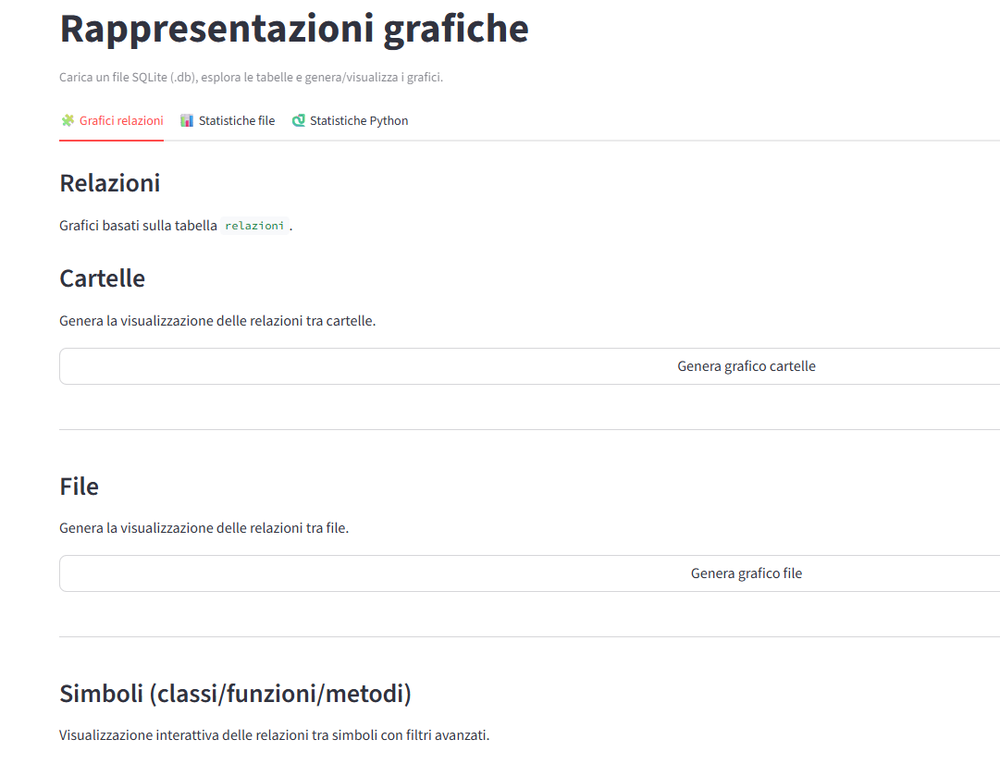 Rappresentazioni grafiche
Carica un file SQLite (.db), esplora le tabelle e genera/visualizza i grafici.
Grafici relazioni Statistiche file Statistiche Python
Relazioni
Grafici basati sulla tabella relazioni.
Cartelle
Genera la visualizzazione delle relazioni tra cartelle.
Genera grafico cartelle
File
Genera la visualizzazione delle relazioni tra file.
Genera grafico file
Simboli (classi/funzioni/metodi)
Visualizzazione interattiva delle relazioni tra simboli con filtri avanzati.